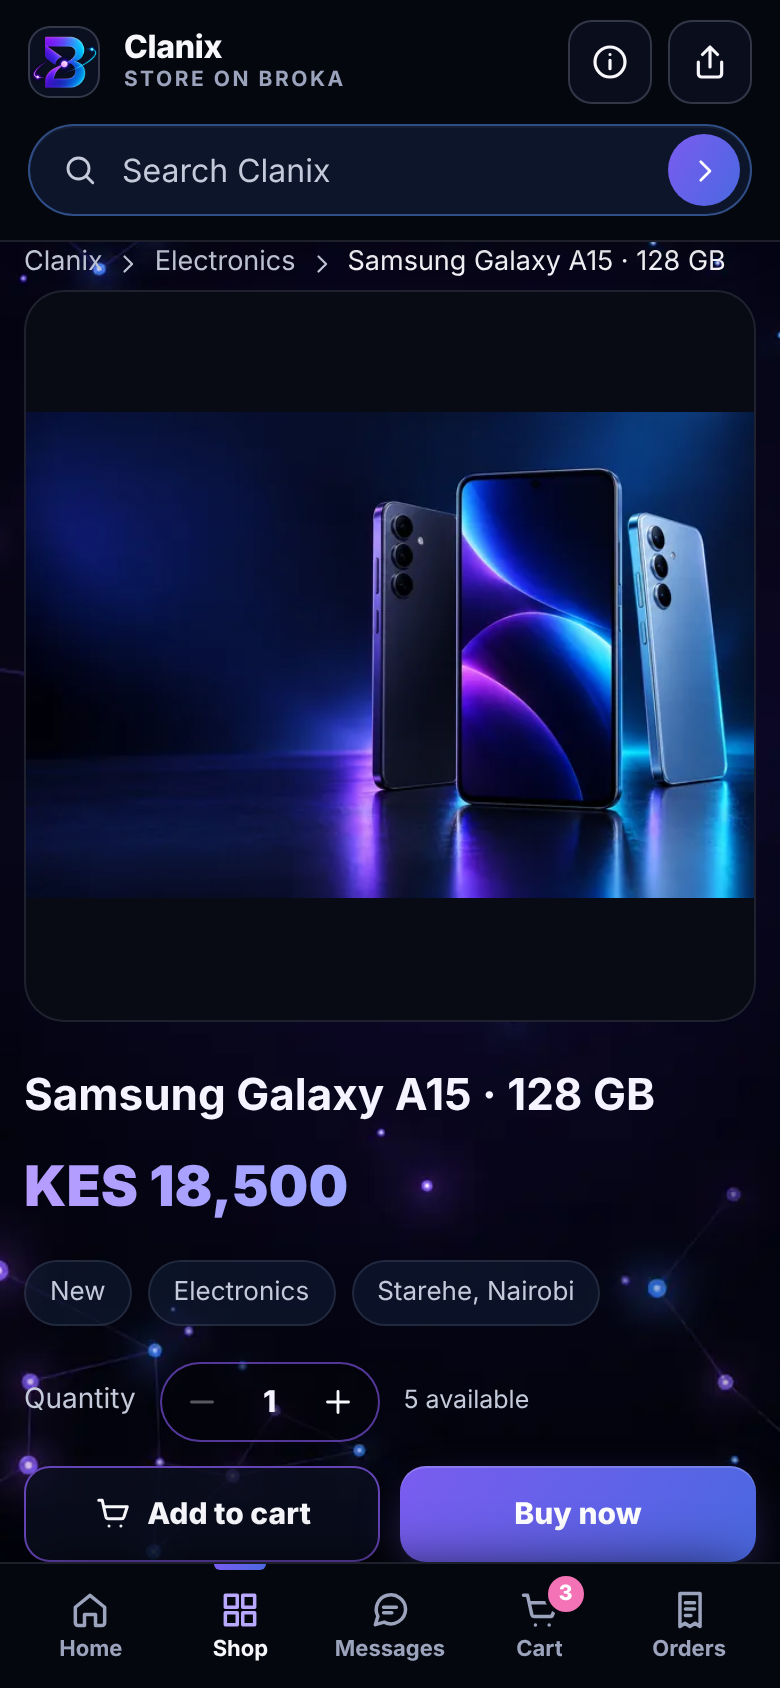 Clanix
STORE ON BROKA
Search Clanix
Clanix > Electronics > Samsung Galaxy A15 · 128 GB
Samsung Galaxy A15 · 128 GB
KES 18,500
New Electronics Starehe, Nairobi
Quantity − 1 + 5 available
Add to cart Buy now
3
Home Shop Messages Cart Orders